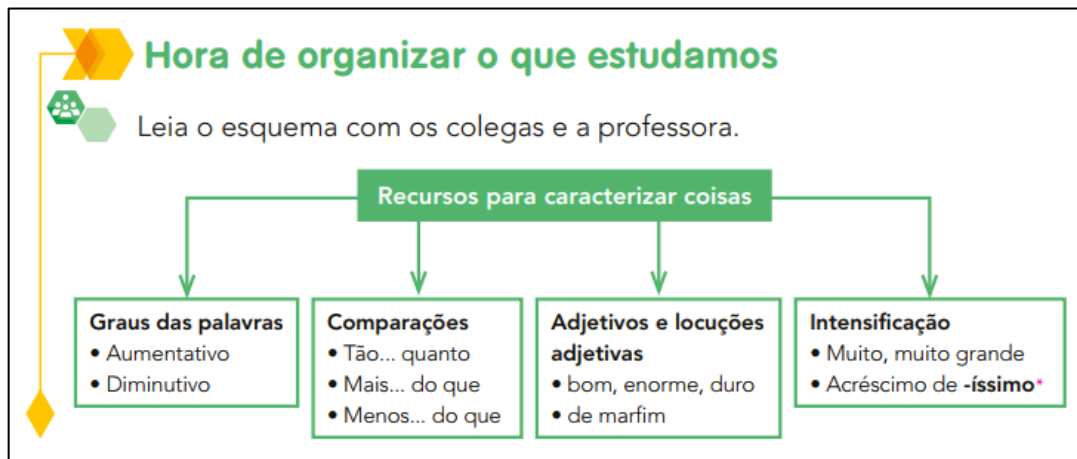 Hora de organizar o que estudamos
Leia o esquema com os colegas e a professora.
Recursos para caracterizar coisas
Graus das palavras
• Aumentativo
• Diminutivo
Comparações
• Tão... quanto
• Mais... do que
• Menos... do que
Adjetivos e locuções
adjetivas
• bom, enorme, duro
• de marfim
Intensificação
• Muito, muito grande
• Acréscimo de -íssimo*